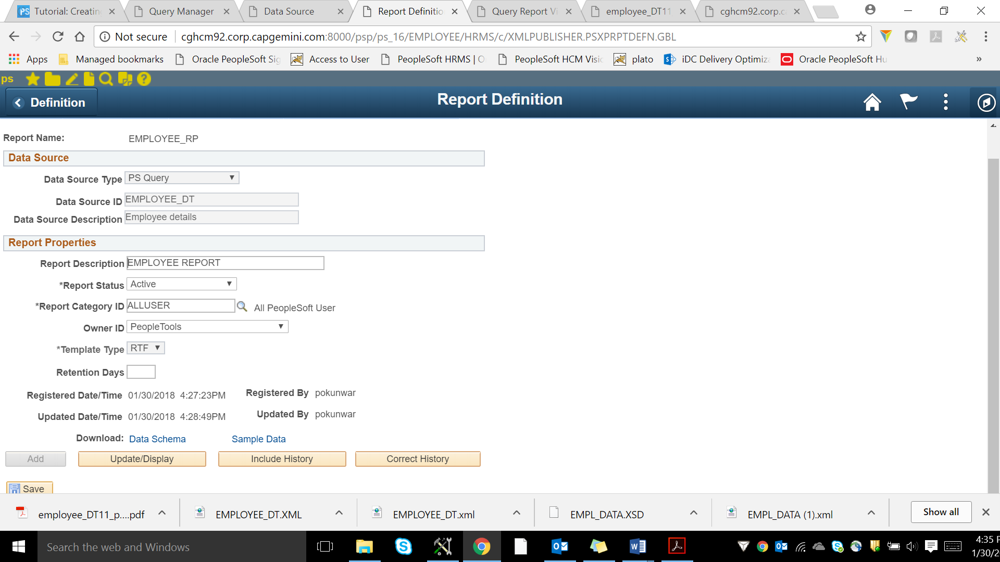 PS Tutorial: Creatin
Query Manager
Data Source
Report Definitio
Query Report Vi
employee_DT11
cghcm92.corp.c
Not secure
cghcm92.corp.capgemini.com:8000/psp/ps_16/EMPLOYEE/HRMS/c/XMLPUBLISHER.PSXPRPTDEFN.GBL
Apps
Managed bookmarks
Oracle PeopleSoft Sig
Access to User
PeopleSoft HRMS | O
PeopleSoft HCM Visio
plato
iDC Delivery Optimiza
Oracle PeopleSoft Hu
»
ps
Definition
Report Definition
Report Name: EMPLOYEE_RP
Data Source
Data Source Type PS Query
Data Source ID EMPLOYEE_DT
Data Source Description Employee details
Report Properties
Report Description EMPLOYEE REPORT
*Report Status Active
*Report Category ID ALLUSER All PeopleSoft User
Owner ID PeopleTools
*Template Type RTF
Retention Days
Registered Date/Time 01/30/2018 4:27:23PM Registered By pokunwar
Updated Date/Time 01/30/2018 4:28:49PM Updated By pokunwar
Download: Data Schema Sample Data
Add Update/Display Include History Correct History
Save
employee_DT11_p....pdf
EMPLOYEE_DT.XML
EMPLOYEE_DT.xml
EMPL_DATA.XSD
EMPL_DATA (1).xml
Show all
Search the web and Windows
4:35 P
1/30/2